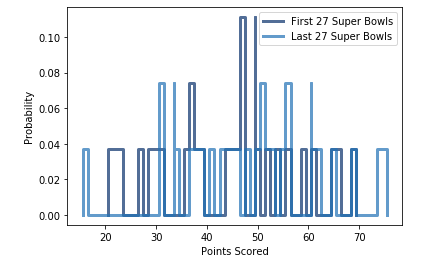 First 27 Super Bowls
Last 27 Super Bowls
0.10
0.08
0.06
0.04
0.02
0.00
Probability
20 30 40 50 60 70
Points Scored